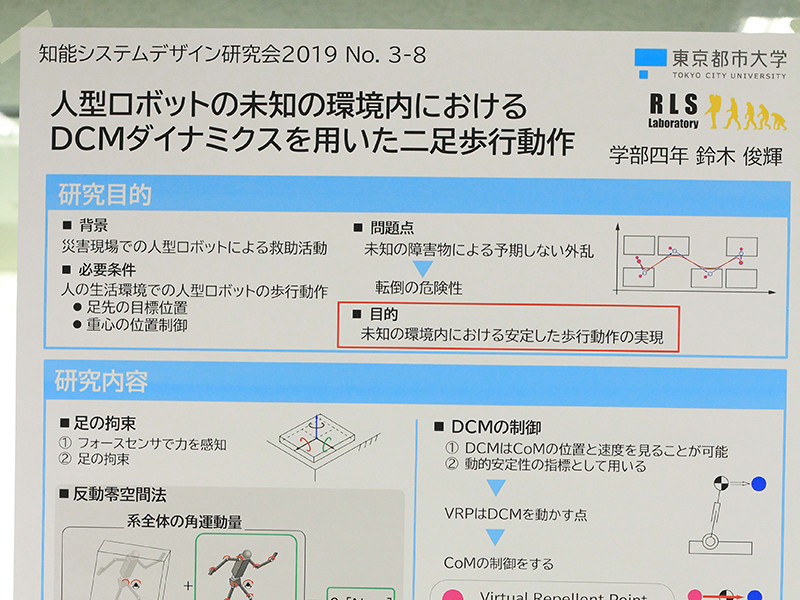 知能システムデザイン研究会2019 No. 3-8
東京都市大学
TOKYO CITY UNIVERSITY
RLS
Laboratory
人型ロボットの未知の環境内における
DCMダイナミクスを用いた二足歩行動作
学部四年 鈴木 俊輝
研究目的
■ 背景
災害現場での人型ロボットによる救助活動
■ 必要条件
人の生活環境での人型ロボットの歩行動作
● 足先の目標位置
● 重心の位置制御
■ 問題点
未知の障害物による予期しない外乱
転倒の危険性
■ 目的
未知の環境内における安定した歩行動作の実現
研究内容
■ 足の拘束
① フォースセンサで力を感知
② 足の拘束
■ 反動零空間法
系全体の角運動量
+
■ DCMの制御
① DCMはCoMの位置と速度を見ることが可能
② 動的安定性の指標として用いる
VRPはDCMを動かす点
CoMの制御をする
Virtual Repellent Point